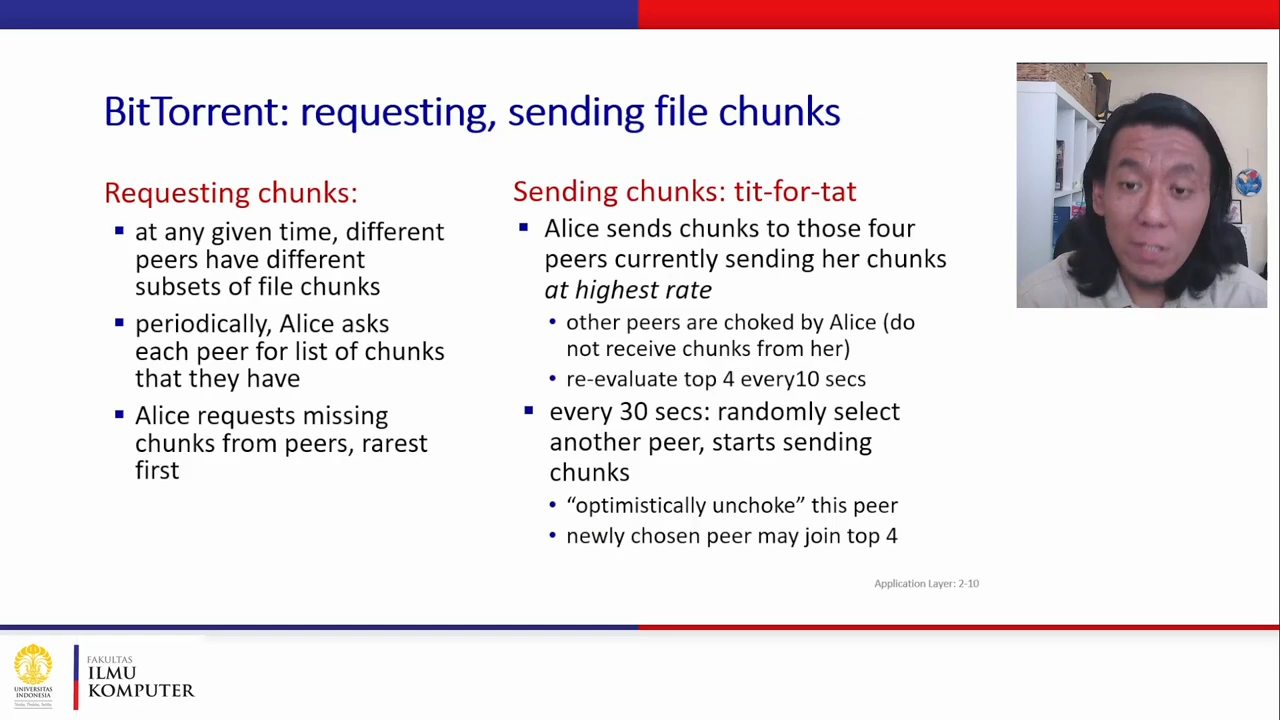 BitTorrent: requesting, sending file chunks
Requesting chunks:
▪ at any given time, different
peers have different
subsets of file chunks
▪ periodically, Alice asks
each peer for list of chunks
that they have
▪ Alice requests missing
chunks from peers, rarest
first
Sending chunks: tit-for-tat
▪ Alice sends chunks to those four
peers currently sending her chunks
at highest rate
• other peers are choked by Alice (do
not receive chunks from her)
• re-evaluate top 4 every10 secs
▪ every 30 secs: randomly select
another peer, starts sending
chunks
• “optimistically unchoke” this peer
• newly chosen peer may join top 4
Application Layer: 2-10
UNIVERSITAS
INDONESIA
FAKULTAS
ILMU
KOMPUTER